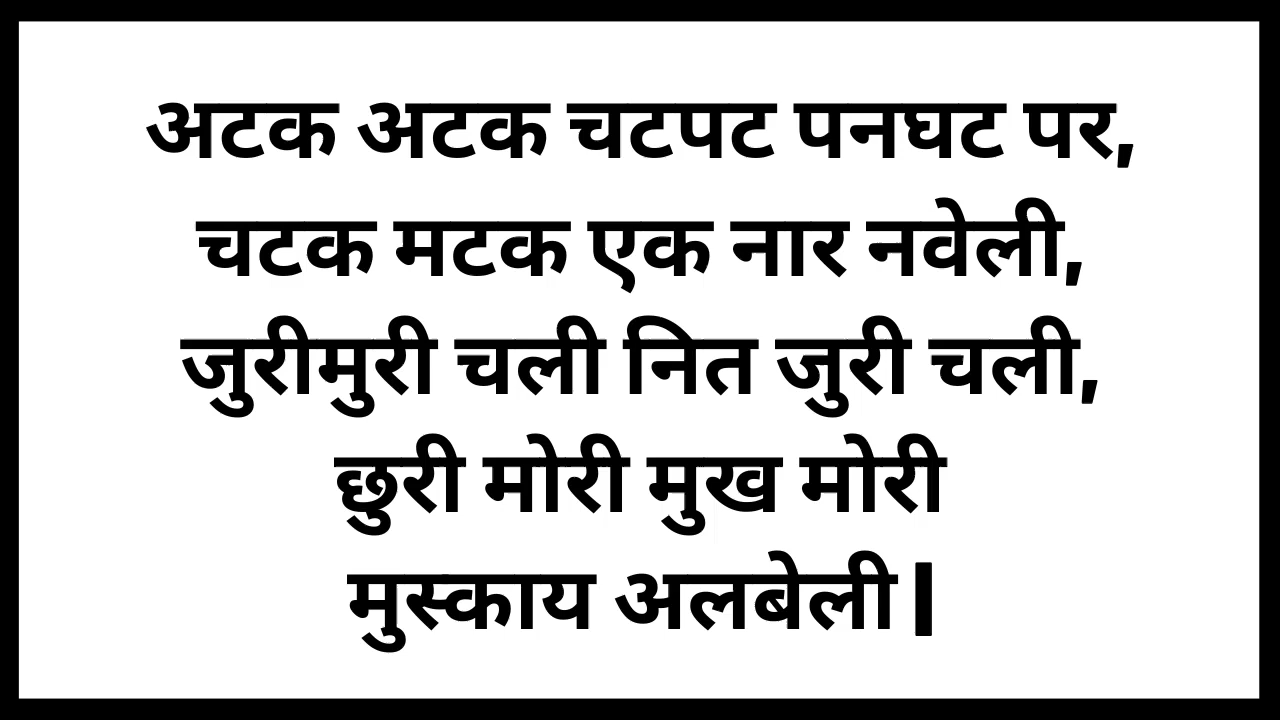 अटक अटक चटपट पनघट पर,
चटक मटक एक नार नवेली,
जुरीमुरी चली नित जुरी चली,
छुरी मोरी मुख मोरी
मुस्काय अलबेली|